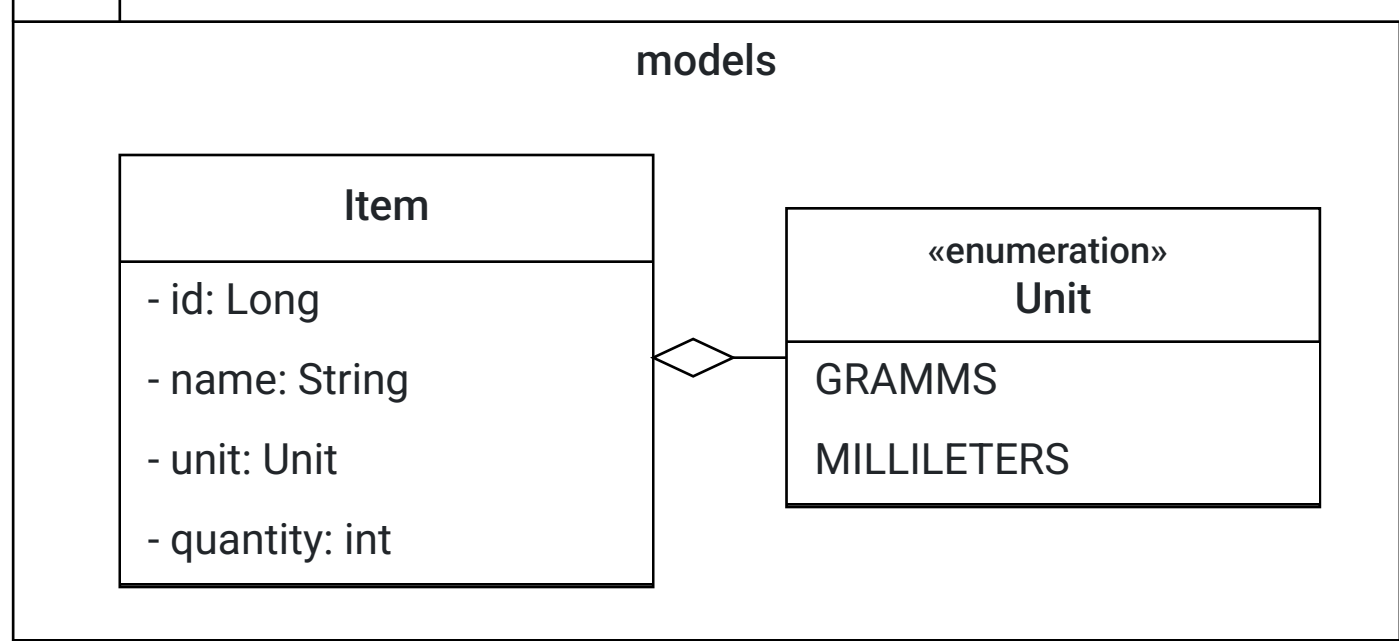 models
Item
- id: Long
- name: String
- unit: Unit
- quantity: int
«enumeration»
Unit
GRAMMS
MILLILETERS